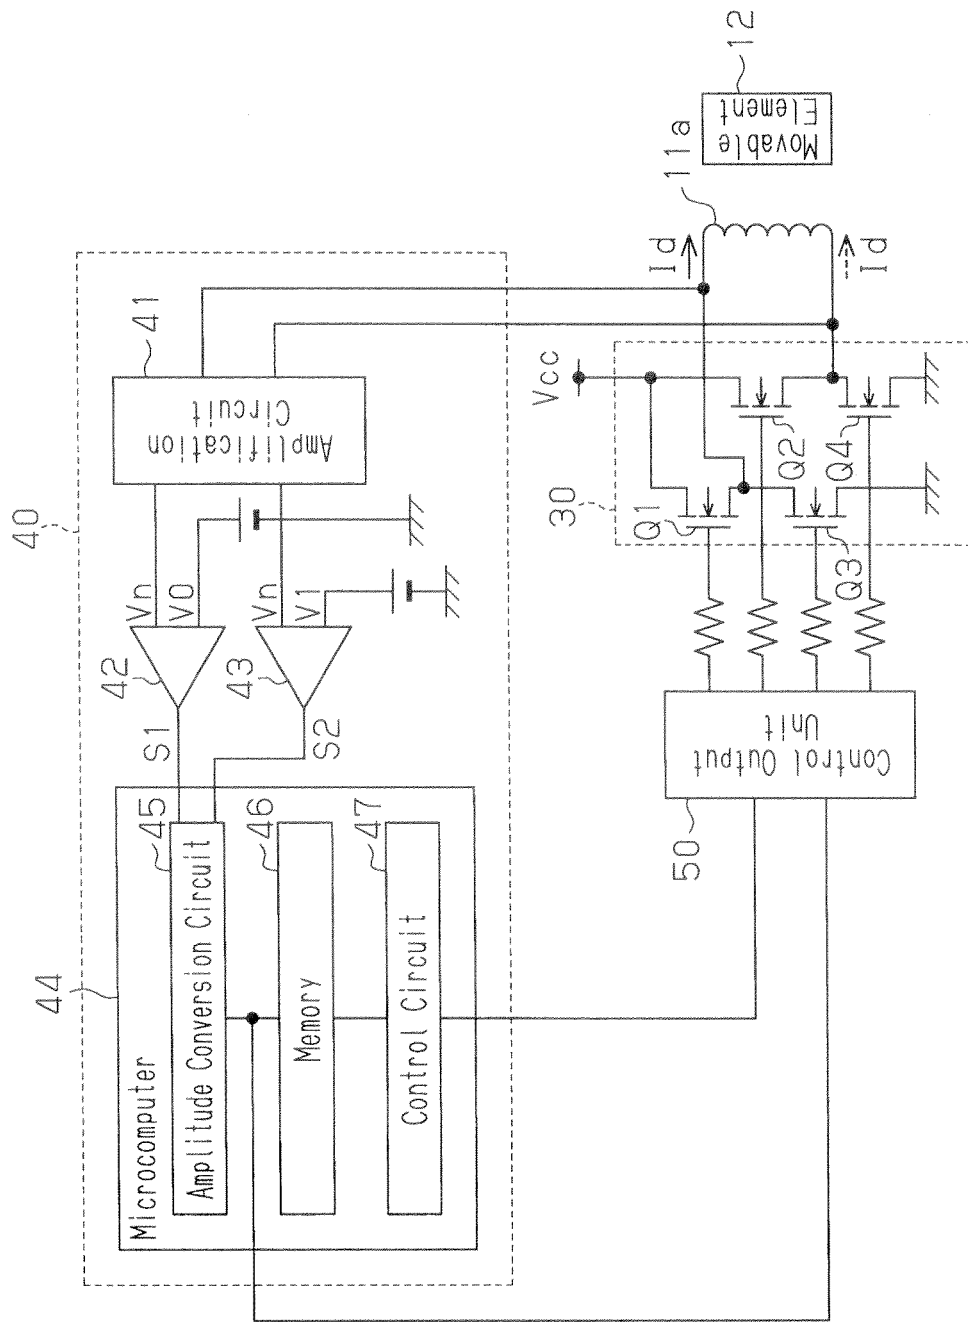 40
44
Microcomputer
45
Amplitude Conversion Circuit
46
Memory
47
Control Circuit
S1
S2
42
43
Vn
V0
Vn
V1
41
Amplification
Circuit
50
Control Output
Unit
30
Q1
Q2
Q3
Q4
Vcc
Id
Id
11a
12
Movable
Element